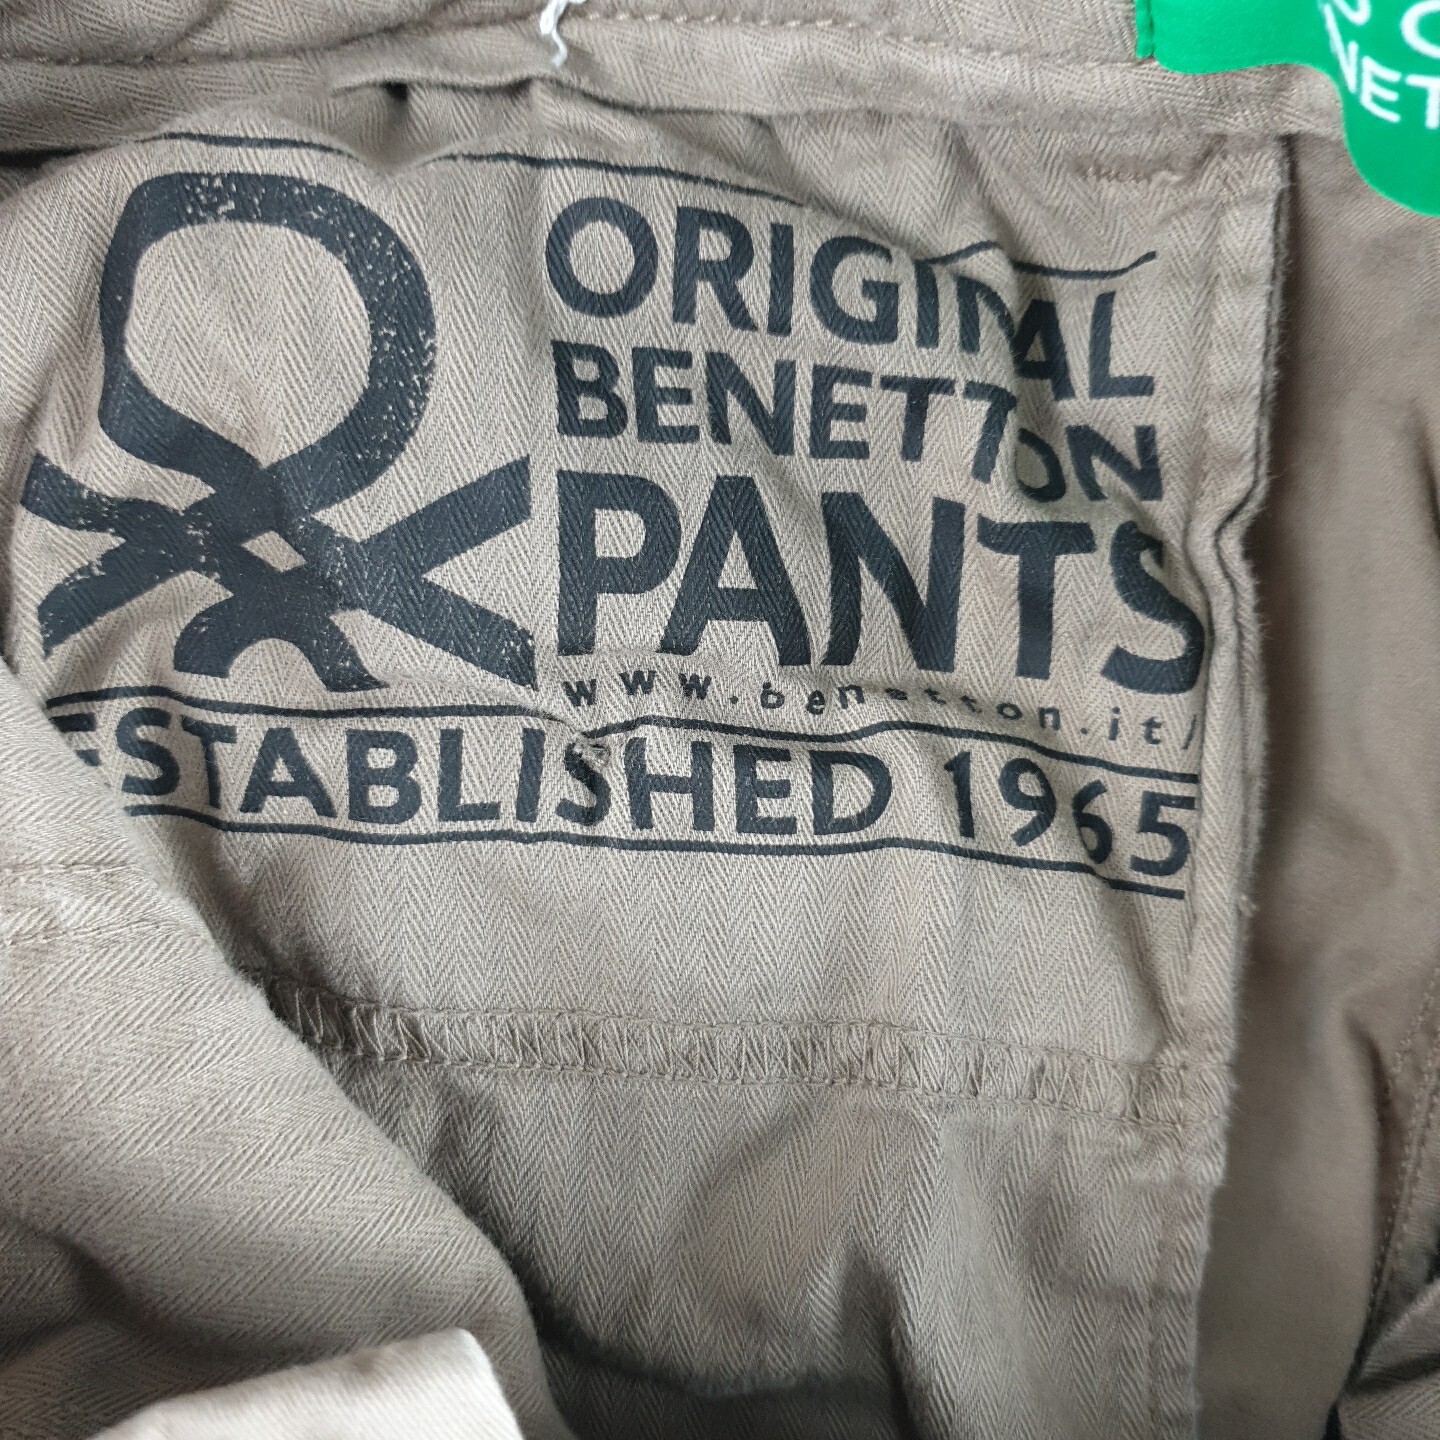 ORIGINAL
BENETTON
PANTS
www.benetton.it/
ESTABLISHED 1965